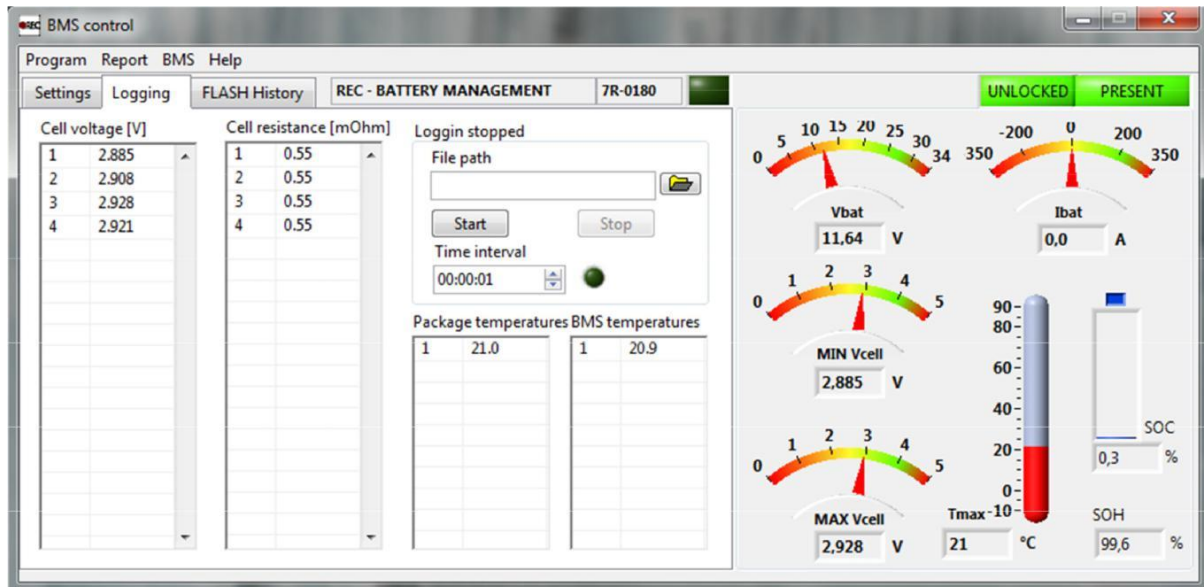 REC BMS control
Program Report BMS Help
Settings Logging FLASH History REC - BATTERY MANAGEMENT 7R-0180 UNLOCKED PRESENT
Cell voltage [V]
1 2.885
2 2.908
3 2.928
4 2.921
Cell resistance [mOhm]
1 0.55
2 0.55
3 0.55
4 0.55
Loggin stopped
File path
Start Stop
Time interval
00:00:01
Package temperatures
1 21.0
BMS temperatures
1 20.9
0 5 10 15 20 25 30 34
Vbat
11,64 V
350 -200 0 200 350
Ibat
0,0 A
0 1 2 3 4 5
MIN Vcell
2,885 V
0 1 2 3 4 5
MAX Vcell
2,928 V
90
80
60
40
20
0
-10
Tmax
21 °C
SOC
0,3 %
SOH
99,6 %